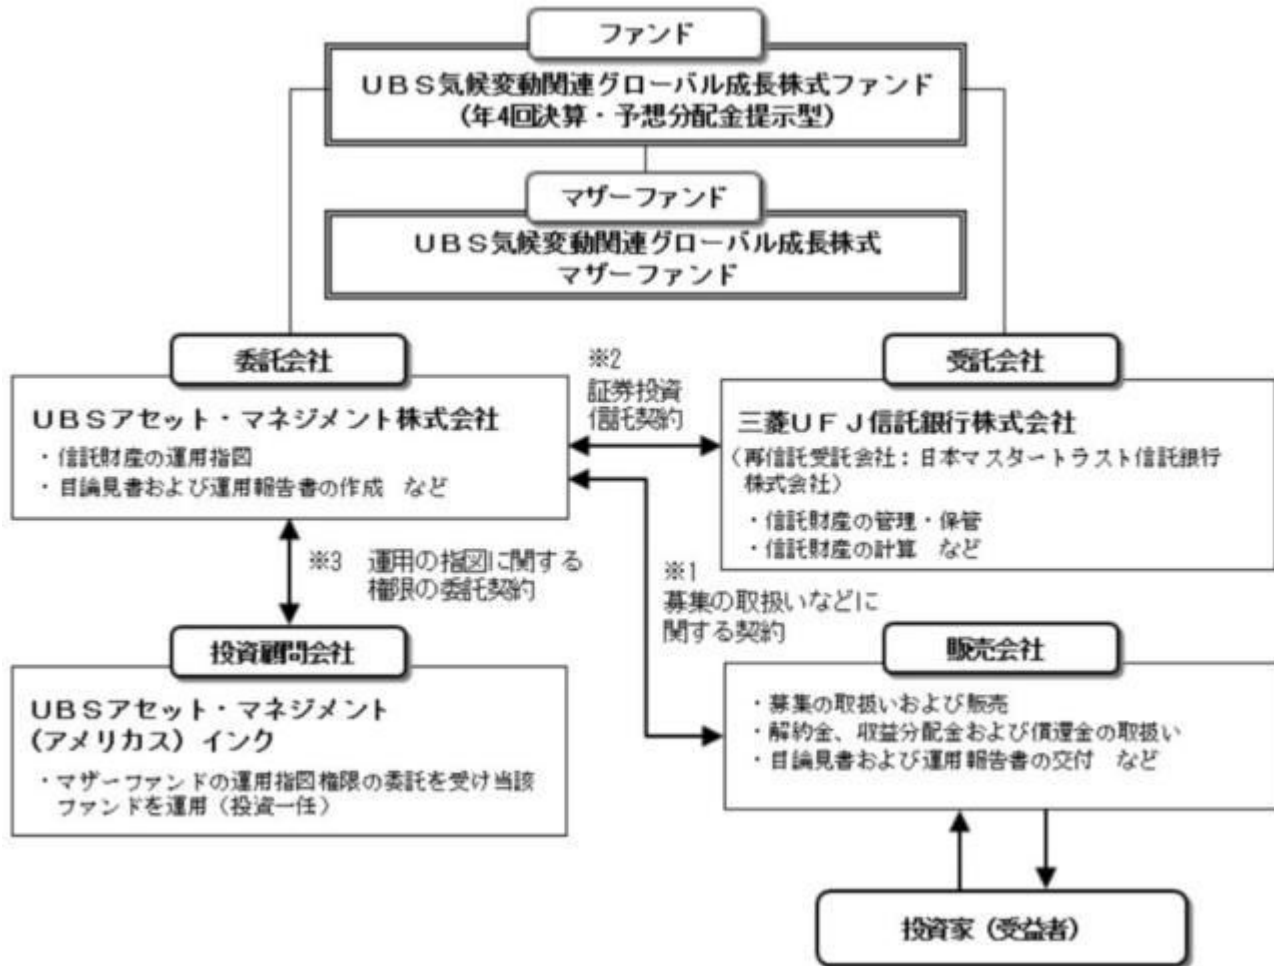 ファンド
UBS気候変動関連グローバル成長株式ファンド
(年4回決算・予想分配金提示型)
マザーファンド
UBS気候変動関連グローバル成長株式
マザーファンド
委託会社
UBSアセット・マネジメント株式会社
・信託財産の運用指図
・目論見書および運用報告書の作成 など
※2
証券投資
信託契約
受託会社
三菱UFJ信託銀行株式会社
(再信託受託会社:日本マスタートラスト信託銀行
株式会社)
・信託財産の管理・保管
・信託財産の計算 など
※3 運用の指図に関する
権限の委託契約
※1
募集の取扱いなどに
関する契約
投資顧問会社
UBSアセット・マネジメント
(アメリカス)インク
・マザーファンドの運用指図権限の委託を受け当該
ファンドを運用(投資一任)
販売会社
・募集の取扱いおよび販売
・解約金、収益分配金および償還金の取扱い
・目論見書および運用報告書の交付 など
投資家(受益者)